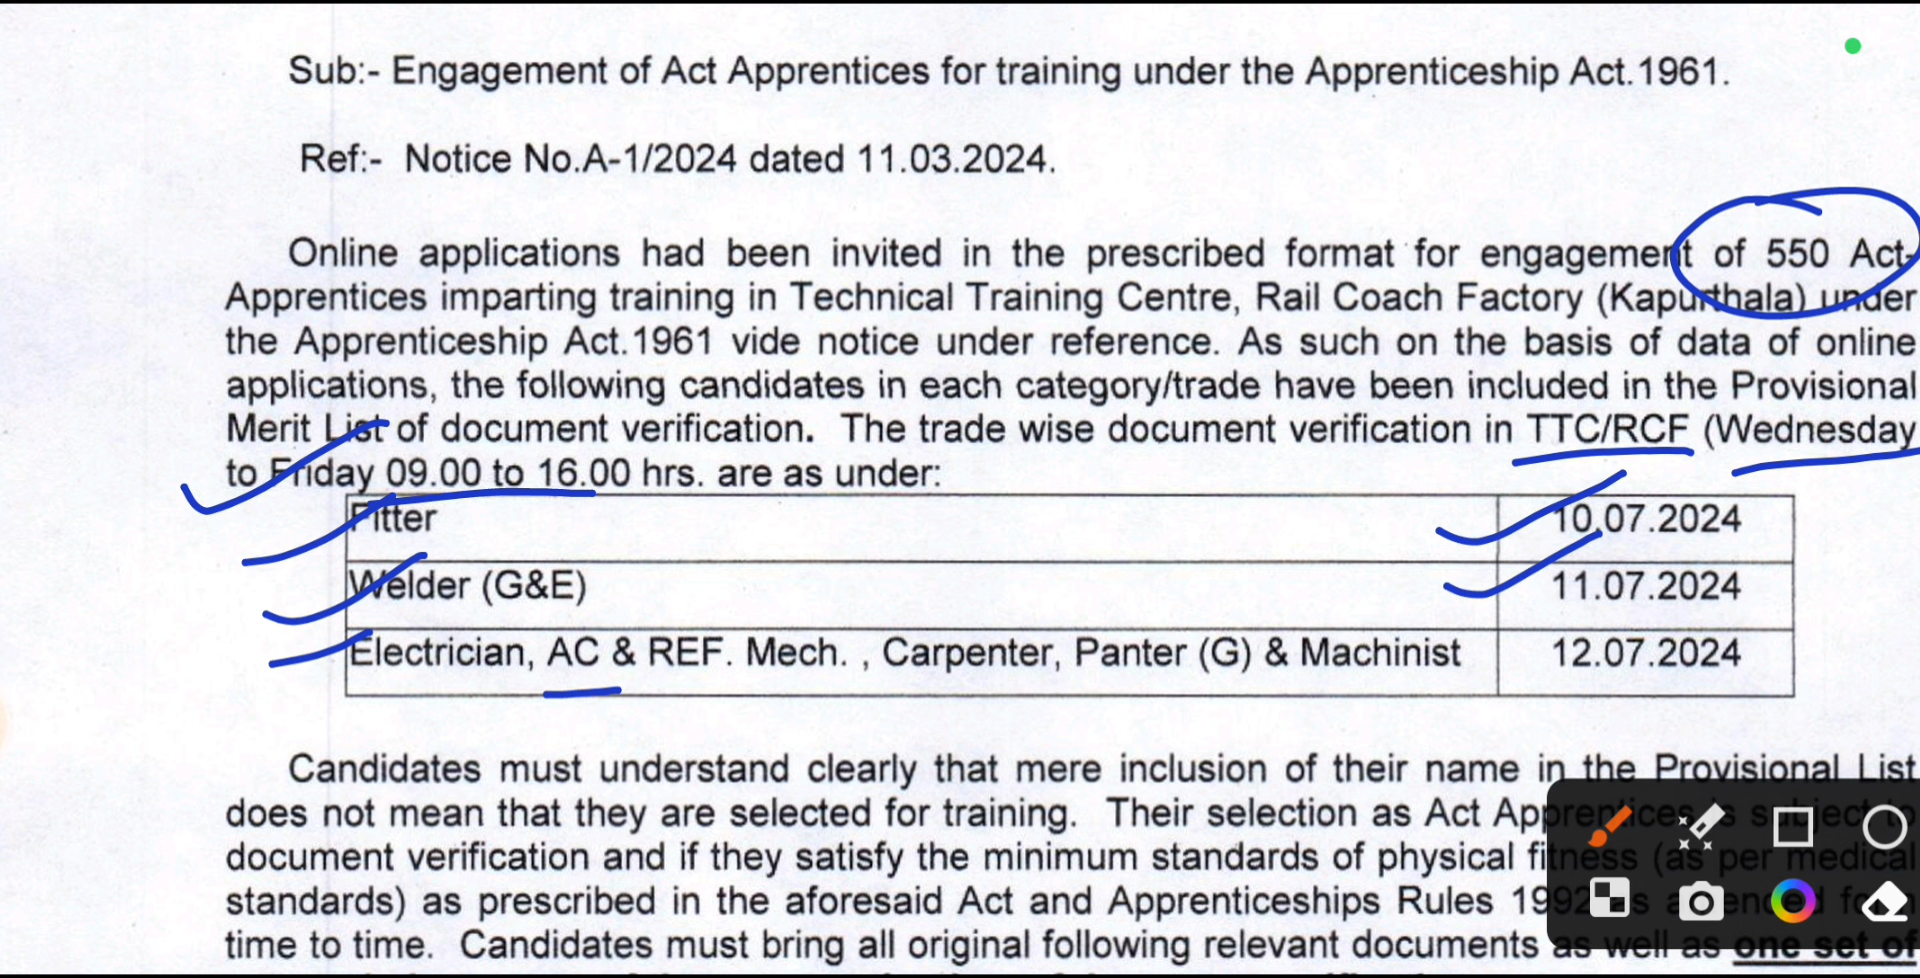 Sub:- Engagement of Act Apprentices for training under the Apprenticeship Act.1961.
Ref:- Notice No.A-1/2024 dated 11.03.2024.
Online applications had been invited in the prescribed format for engagement of 550 Act-
Apprentices imparting training in Technical Training Centre, Rail Coach Factory (Kapurthala) under
the Apprenticeship Act.1961 vide notice under reference. As such on the basis of data of online
applications, the following candidates in each category/trade have been included in the Provisional
Merit List of document verification. The trade wise document verification in TTC/RCF (Wednesday
to Friday 09.00 to 16.00 hrs. are as under:
Fitter 10.07.2024
Welder (G&E) 11.07.2024
Electrician, AC & REF. Mech. , Carpenter, Panter (G) & Machinist 12.07.2024
Candidates must understand clearly that mere inclusion of their name in the Provisional List
does not mean that they are selected for training. Their selection as Act Apprentices is subject to
document verification and if they satisfy the minimum standards of physical fitness (as per medical
standards) as prescribed in the aforesaid Act and Apprenticeships Rules 1992
time to time. Candidates must bring all original following relevant documents as well as one set of